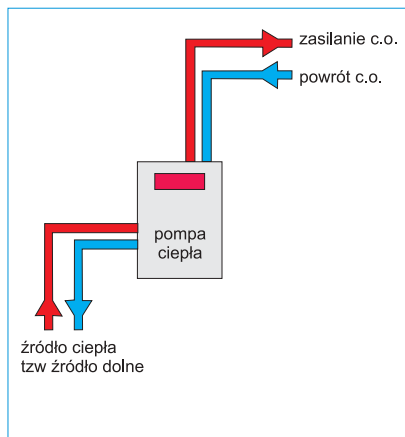 zasilanie c.o.
powrót c.o.
pompa
ciepła
źródło ciepła
tzw źródło dolne